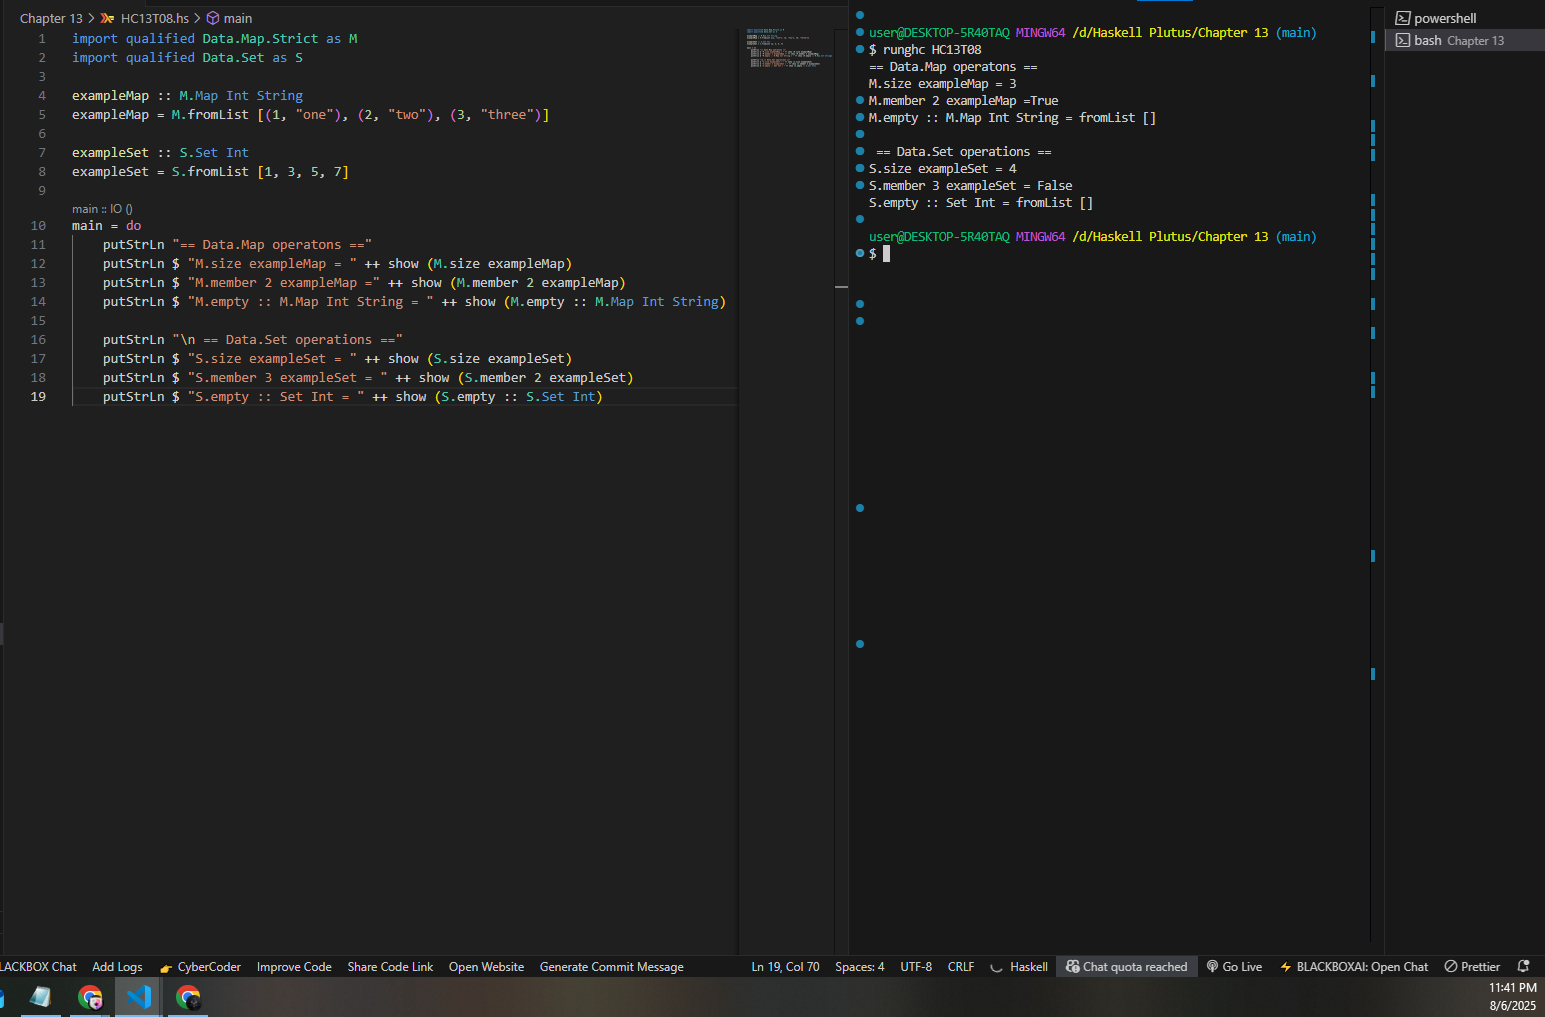 Chapter 13 > HC13T08.hs > main
1 import qualified Data.Map.Strict as M
2 import qualified Data.Set as S
3
4 exampleMap :: M.Map Int String
5 exampleMap = M.fromList [(1, "one"), (2, "two"), (3, "three")]
6
7 exampleSet :: S.Set Int
8 exampleSet = S.fromList [1, 3, 5, 7]
9
main :: IO ()
10 main = do
11     putStrLn "== Data.Map operatons =="
12     putStrLn $ "M.size exampleMap = " ++ show (M.size exampleMap)
13     putStrLn $ "M.member 2 exampleMap =" ++ show (M.member 2 exampleMap)
14     putStrLn $ "M.empty :: M.Map Int String = " ++ show (M.empty :: M.Map Int String)
15
16     putStrLn "\n == Data.Set operations =="
17     putStrLn $ "S.size exampleSet = " ++ show (S.size exampleSet)
18     putStrLn $ "S.member 3 exampleSet = " ++ show (S.member 2 exampleSet)
19     putStrLn $ "S.empty :: Set Int = " ++ show (S.empty :: S.Set Int)
user@DESKTOP-5R40TAQ MINGW64 /d/Haskell Plutus/Chapter 13 (main)
$ runghc HC13T08
== Data.Map operatons ==
M.size exampleMap = 3
M.member 2 exampleMap =True
M.empty :: M.Map Int String = fromList []
 == Data.Set operations ==
S.size exampleSet = 4
S.member 3 exampleSet = False
S.empty :: Set Int = fromList []
user@DESKTOP-5R40TAQ MINGW64 /d/Haskell Plutus/Chapter 13 (main)
$
powershell
bash Chapter 13
LACKBOX Chat Add Logs CyberCoder Improve Code Share Code Link Open Website Generate Commit Message Ln 19, Col 70 Spaces: 4 UTF-8 CRLF Haskell Chat quota reached Go Live BLACKBOXAI: Open Chat Prettier
11:41 PM
8/6/2025